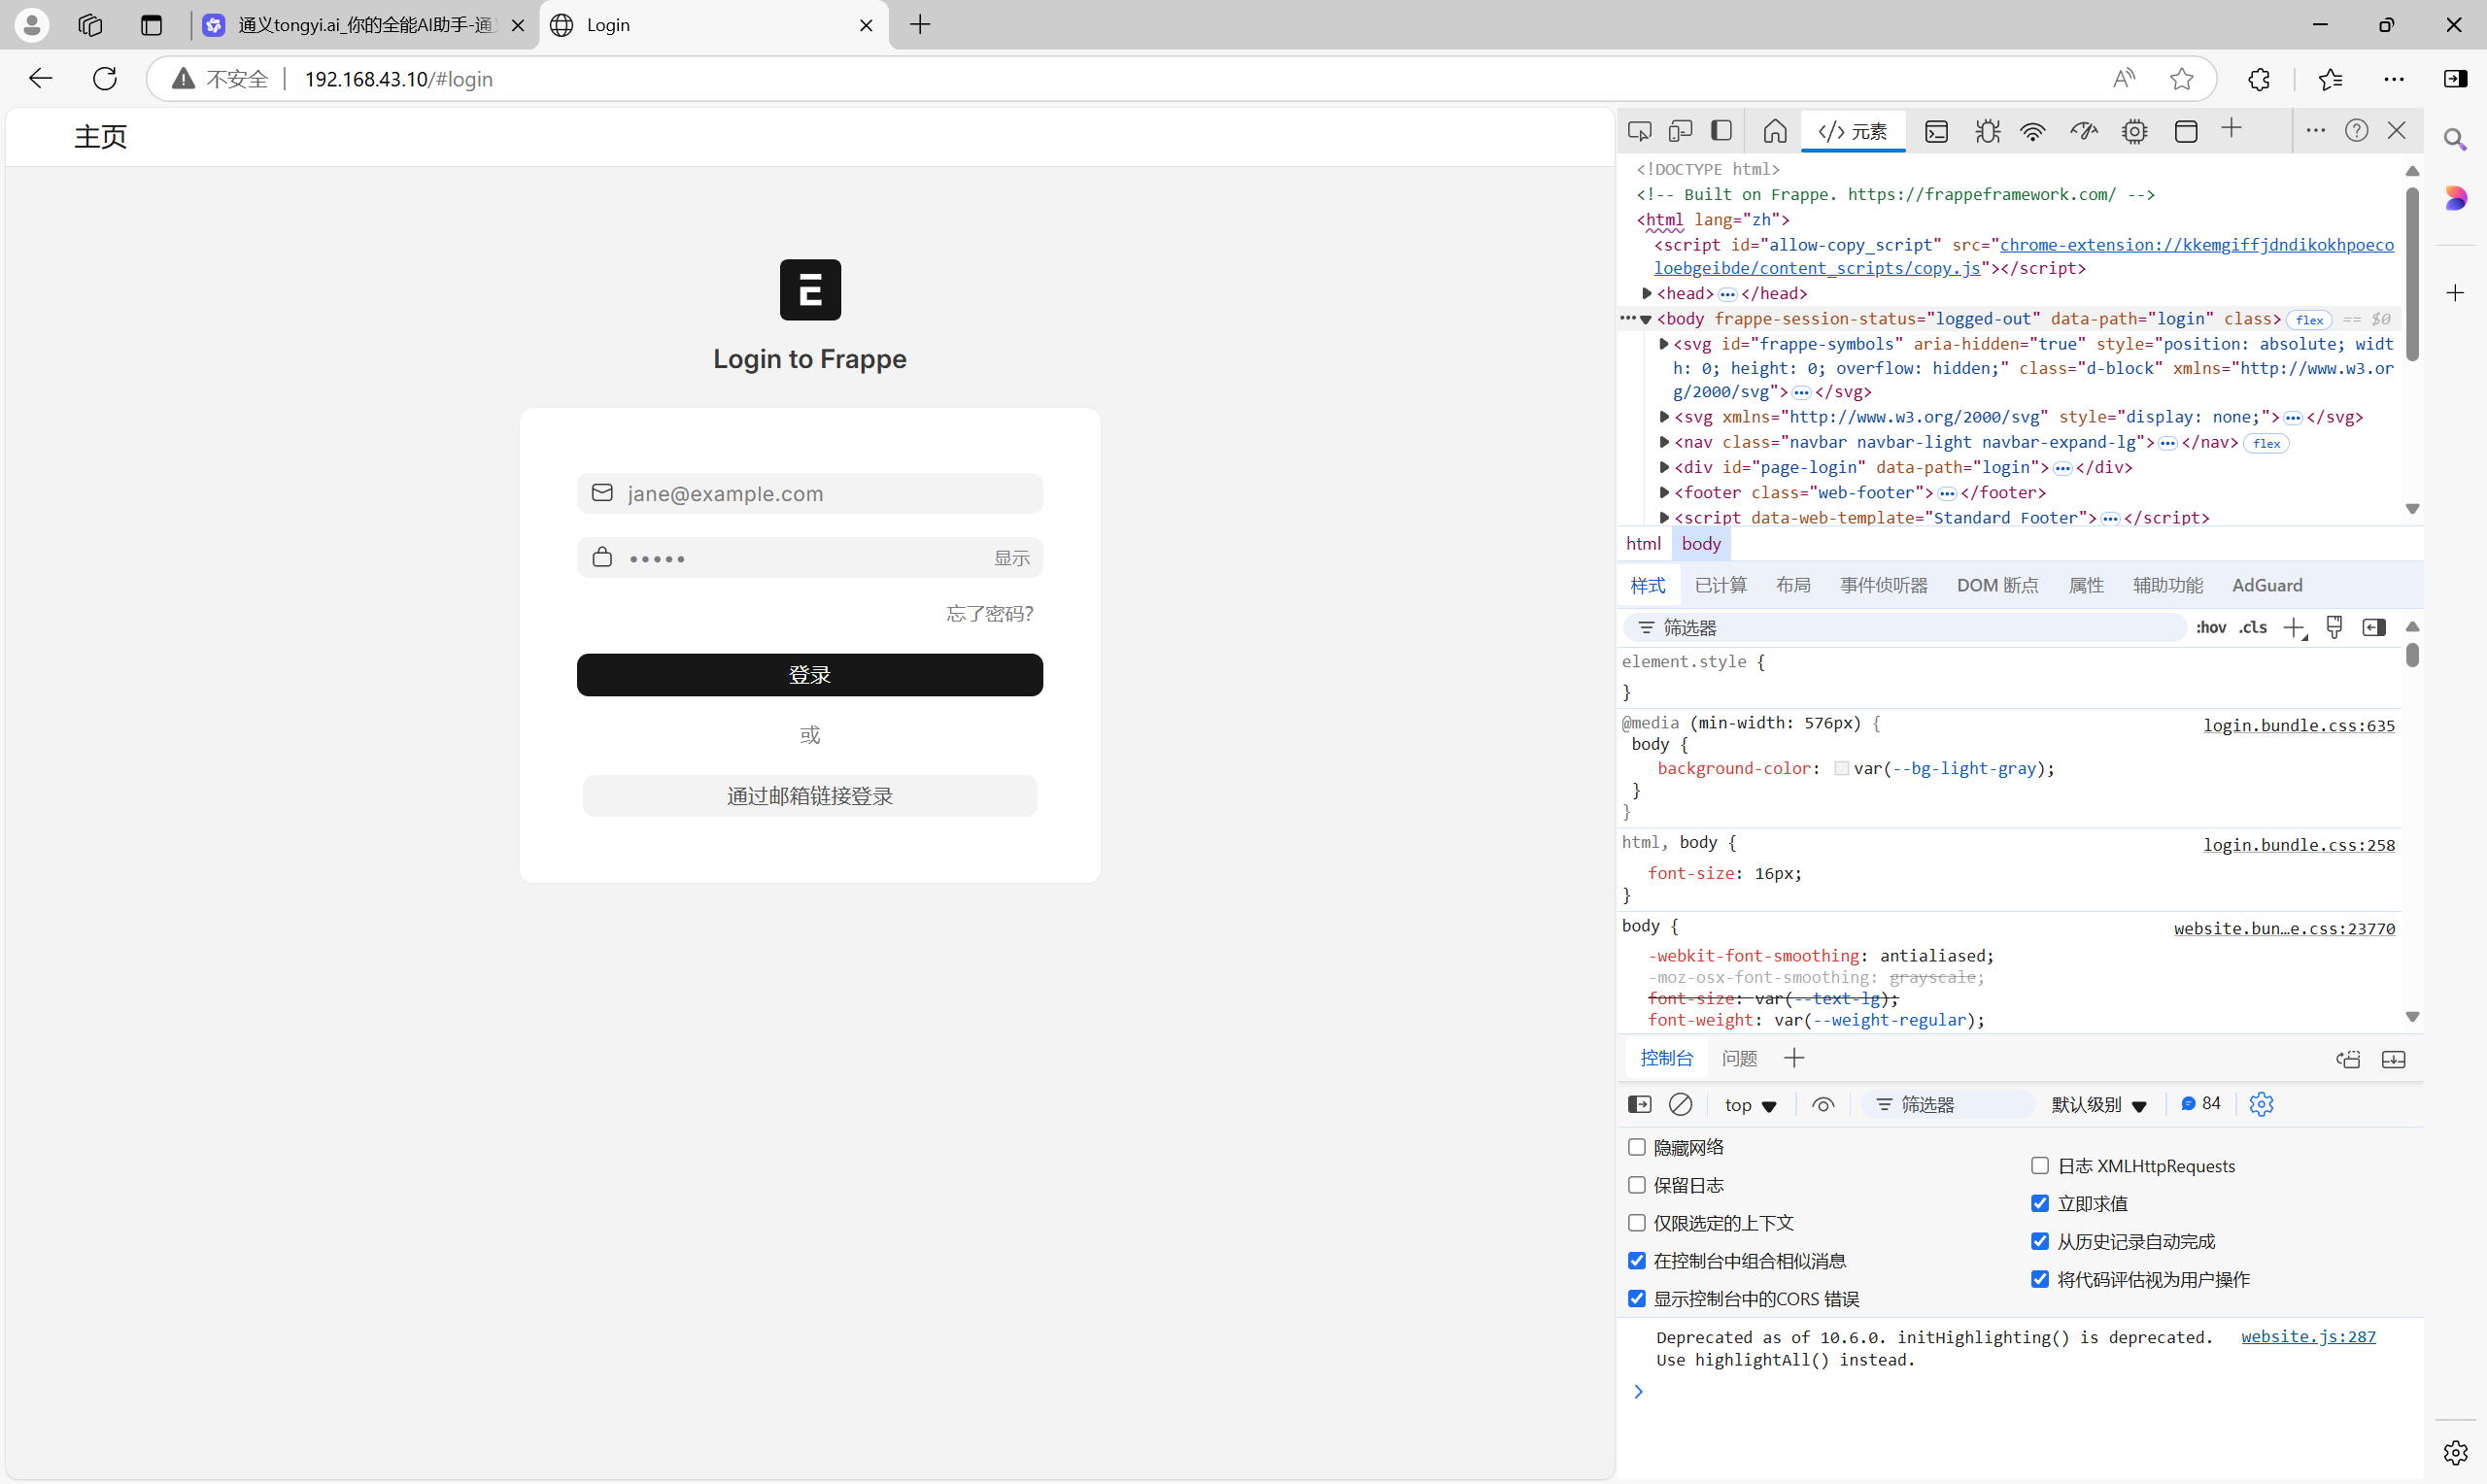 通义tongyi.ai_你的全能AI助手-通
Login
不安全
192.168.43.10/#login
主页
Login to Frappe
jane@example.com
•••••
显示
忘了密码?
登录
或
通过邮箱链接登录
</> 元素
<!DOCTYPE html>
<!-- Built on Frappe. https://frappeframework.com/ -->
<html lang="zh">
<script id="allow-copy_script" src="chrome-extension://kkemgiffjdndikokhpoeco
loebgeibde/content_scripts/copy.js"></script>
<head>…</head>
<body frappe-session-status="logged-out" data-path="login" class> flex == $0
<svg id="frappe-symbols" aria-hidden="true" style="position: absolute; widt
h: 0; height: 0; overflow: hidden;" class="d-block" xmlns="http://www.w3.or
g/2000/svg">…</svg>
<svg xmlns="http://www.w3.org/2000/svg" style="display: none;">…</svg>
<nav class="navbar navbar-light navbar-expand-lg">…</nav> flex
<div id="page-login" data-path="login">…</div>
<footer class="web-footer">…</footer>
<script data-web-template="Standard Footer">…</script>
html body
样式 已计算 布局 事件侦听器 DOM 断点 属性 辅助功能 AdGuard
筛选器 :hov .cls
element.style {
}
@media (min-width: 576px) { login.bundle.css:635
body {
background-color: var(--bg-light-gray);
}
}
html, body { login.bundle.css:258
font-size: 16px;
}
body { website.bun…e.css:23770
-webkit-font-smoothing: antialiased;
-moz-osx-font-smoothing: grayscale;
font-size: var(--text-lg);
font-weight: var(--weight-regular);
控制台 问题
top 筛选器 默认级别 84
隐藏网络
保留日志
仅限选定的上下文
在控制台中组合相似消息
显示控制台中的CORS 错误
日志 XMLHttpRequests
立即求值
从历史记录自动完成
将代码评估视为用户操作
Deprecated as of 10.6.0. initHighlighting() is deprecated. website.js:287
Use highlightAll() instead.